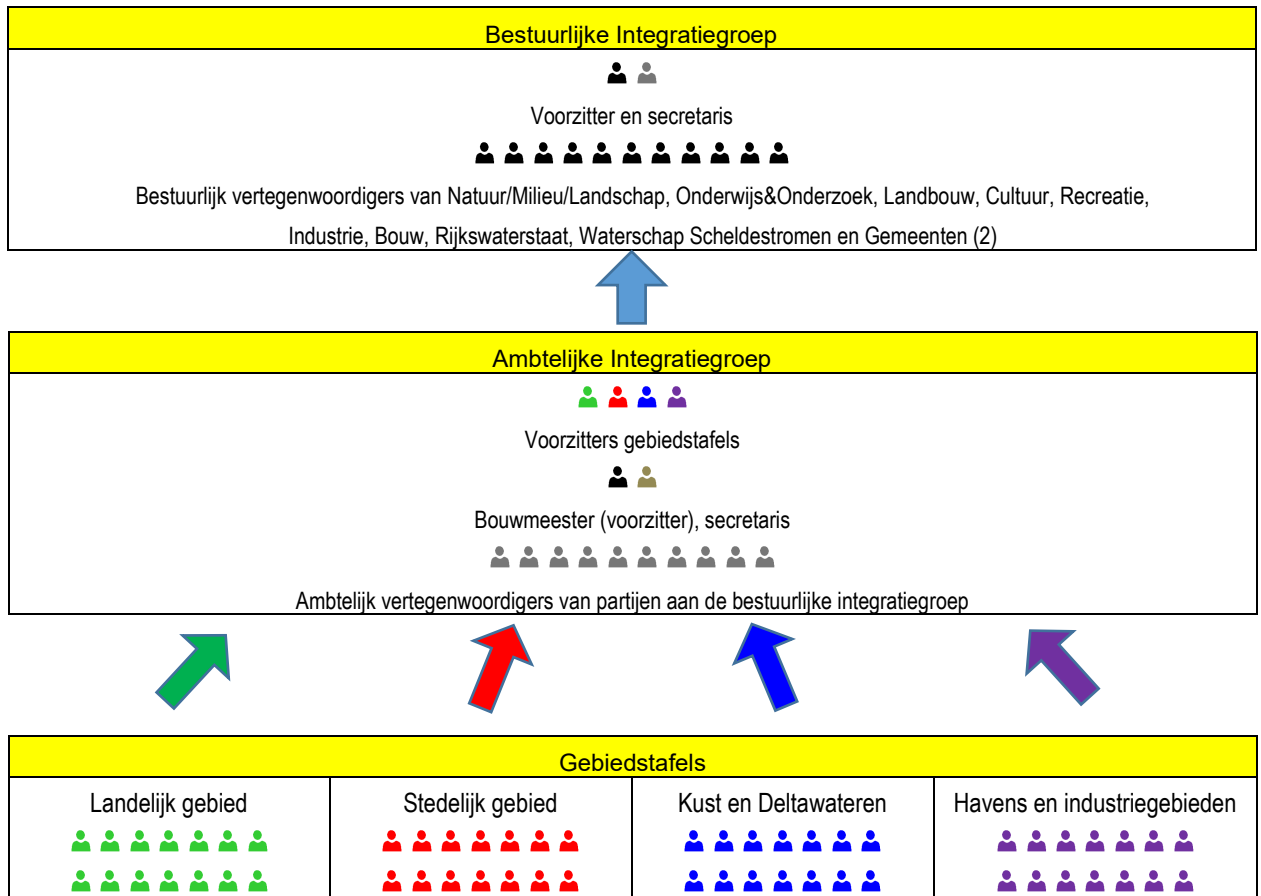 Bestuurlijke Integratiegroep
Voorzitter en secretaris
Bestuurlijk vertegenwoordigers van Natuur/Milieu/Landschap, Onderwijs&Onderzoek, Landbouw, Cultuur, Recreatie,
Industrie, Bouw, Rijkswaterstaat, Waterschap Scheldestromen en Gemeenten (2)
Ambtelijke Integratiegroep
Voorzitters gebiedstafels
Bouwmeester (voorzitter), secretaris
Ambtelijk vertegenwoordigers van partijen aan de bestuurlijke integratiegroep
Gebiedstafels
Landelijk gebied
Stedelijk gebied
Kust en Deltawateren
Havens en industriegebieden